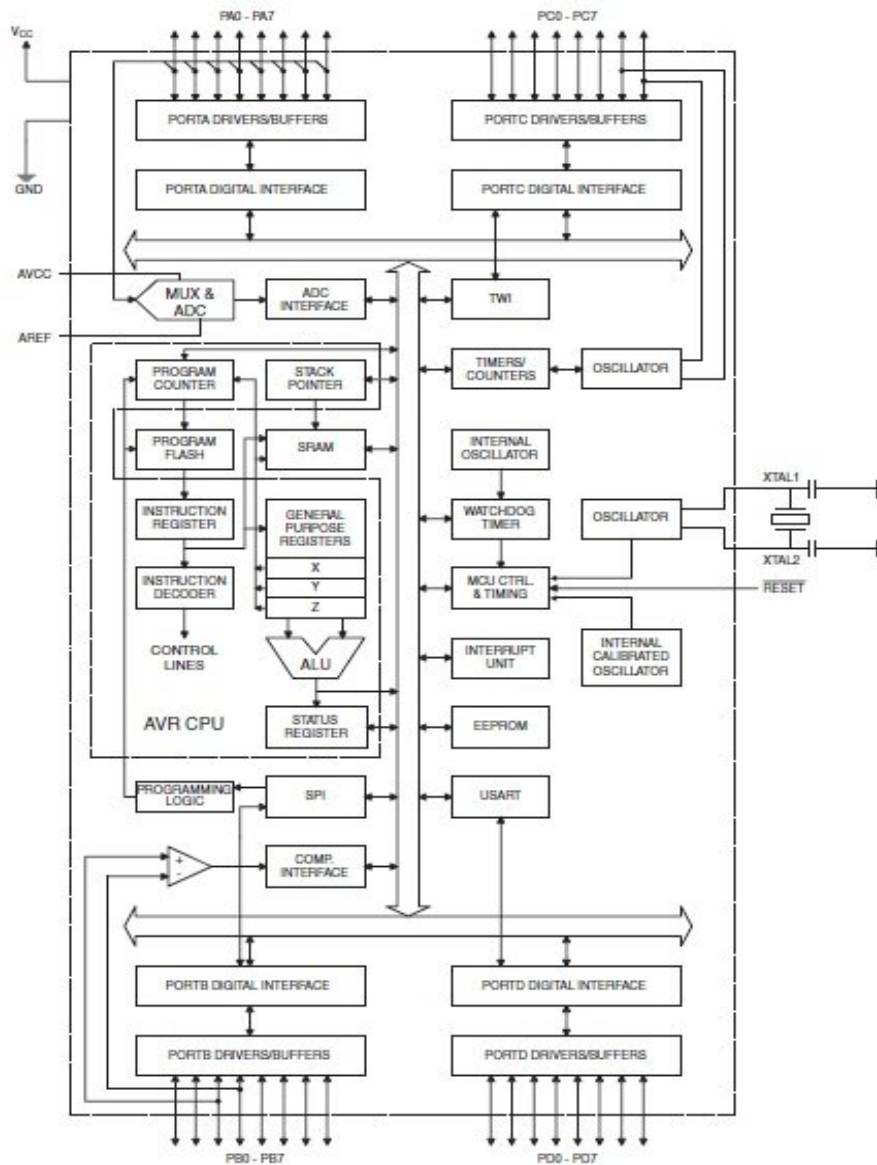 PA0 - PA7
PC0 - PC7
VCC
PORTA DRIVERS/BUFFERS
PORTC DRIVERS/BUFFERS
GND
PORTA DIGITAL INTERFACE
PORTC DIGITAL INTERFACE
AVCC
MUX &
ADC
ADC
INTERFACE
TWI
AREF
PROGRAM
COUNTER
STACK
POINTER
TIMERS/
COUNTERS
OSCILLATOR
PROGRAM
FLASH
SRAM
INTERNAL
OSCILLATOR
XTAL1
INSTRUCTION
REGISTER
GENERAL
PURPOSE
REGISTERS
WATCHDOG
TIMER
OSCILLATOR
XTAL2
X
INSTRUCTION
DECODER
Y
MCU CTRL.
& TIMING
RESET
Z
CONTROL
LINES
ALU
INTERRUPT
UNIT
INTERNAL
CALIBRATED
OSCILLATOR
AVR CPU
STATUS
REGISTER
EEPROM
PROGRAMMING
LOGIC
SPI
USART
+
-
COMP.
INTERFACE
PORTB DIGITAL INTERFACE
PORTD DIGITAL INTERFACE
PORTB DRIVERS/BUFFERS
PORTD DRIVERS/BUFFERS
PB0 - PB7
PD0 - PD7